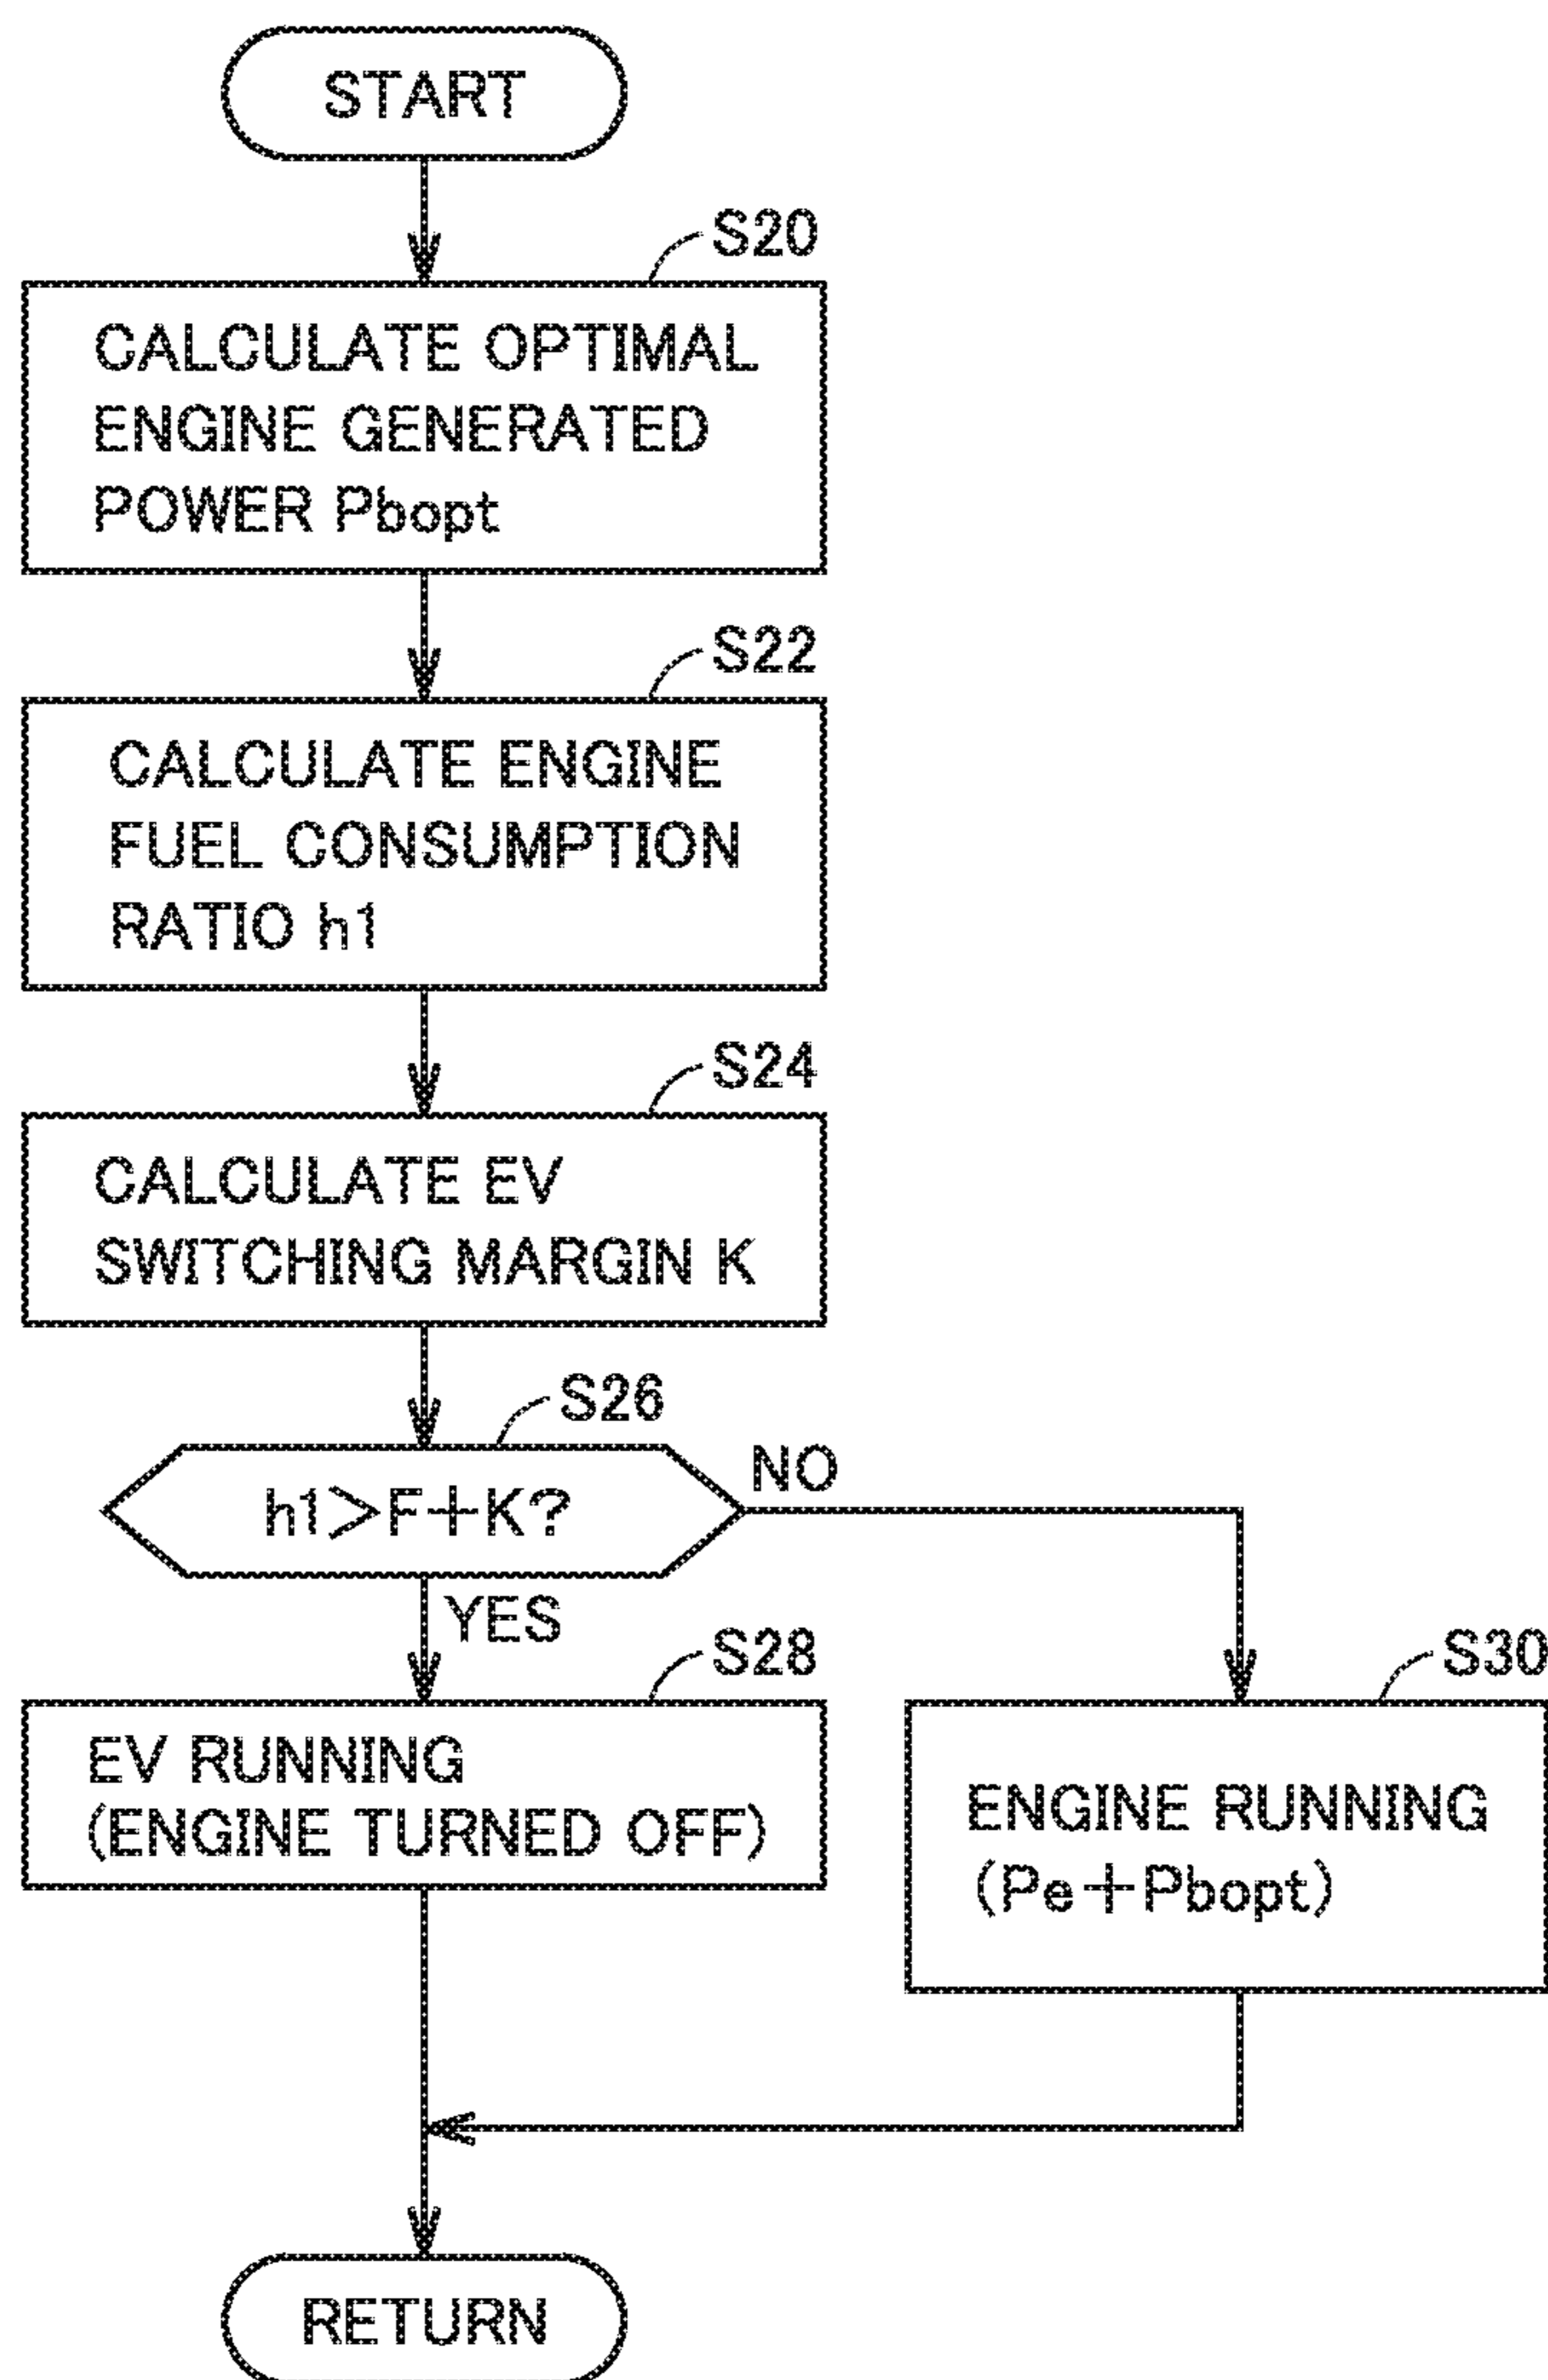 START
S20
CALCULATE OPTIMAL
ENGINE GENERATED
POWER Pbopt
S22
CALCULATE ENGINE
FUEL CONSUMPTION
RATIO h1
S24
CALCULATE EV
SWITCHING MARGIN K
S26
h1>F+K?
NO
YES
S28
EV RUNNING
(ENGINE TURNED OFF)
S30
ENGINE RUNNING
(Pe+Pbopt)
RETURN